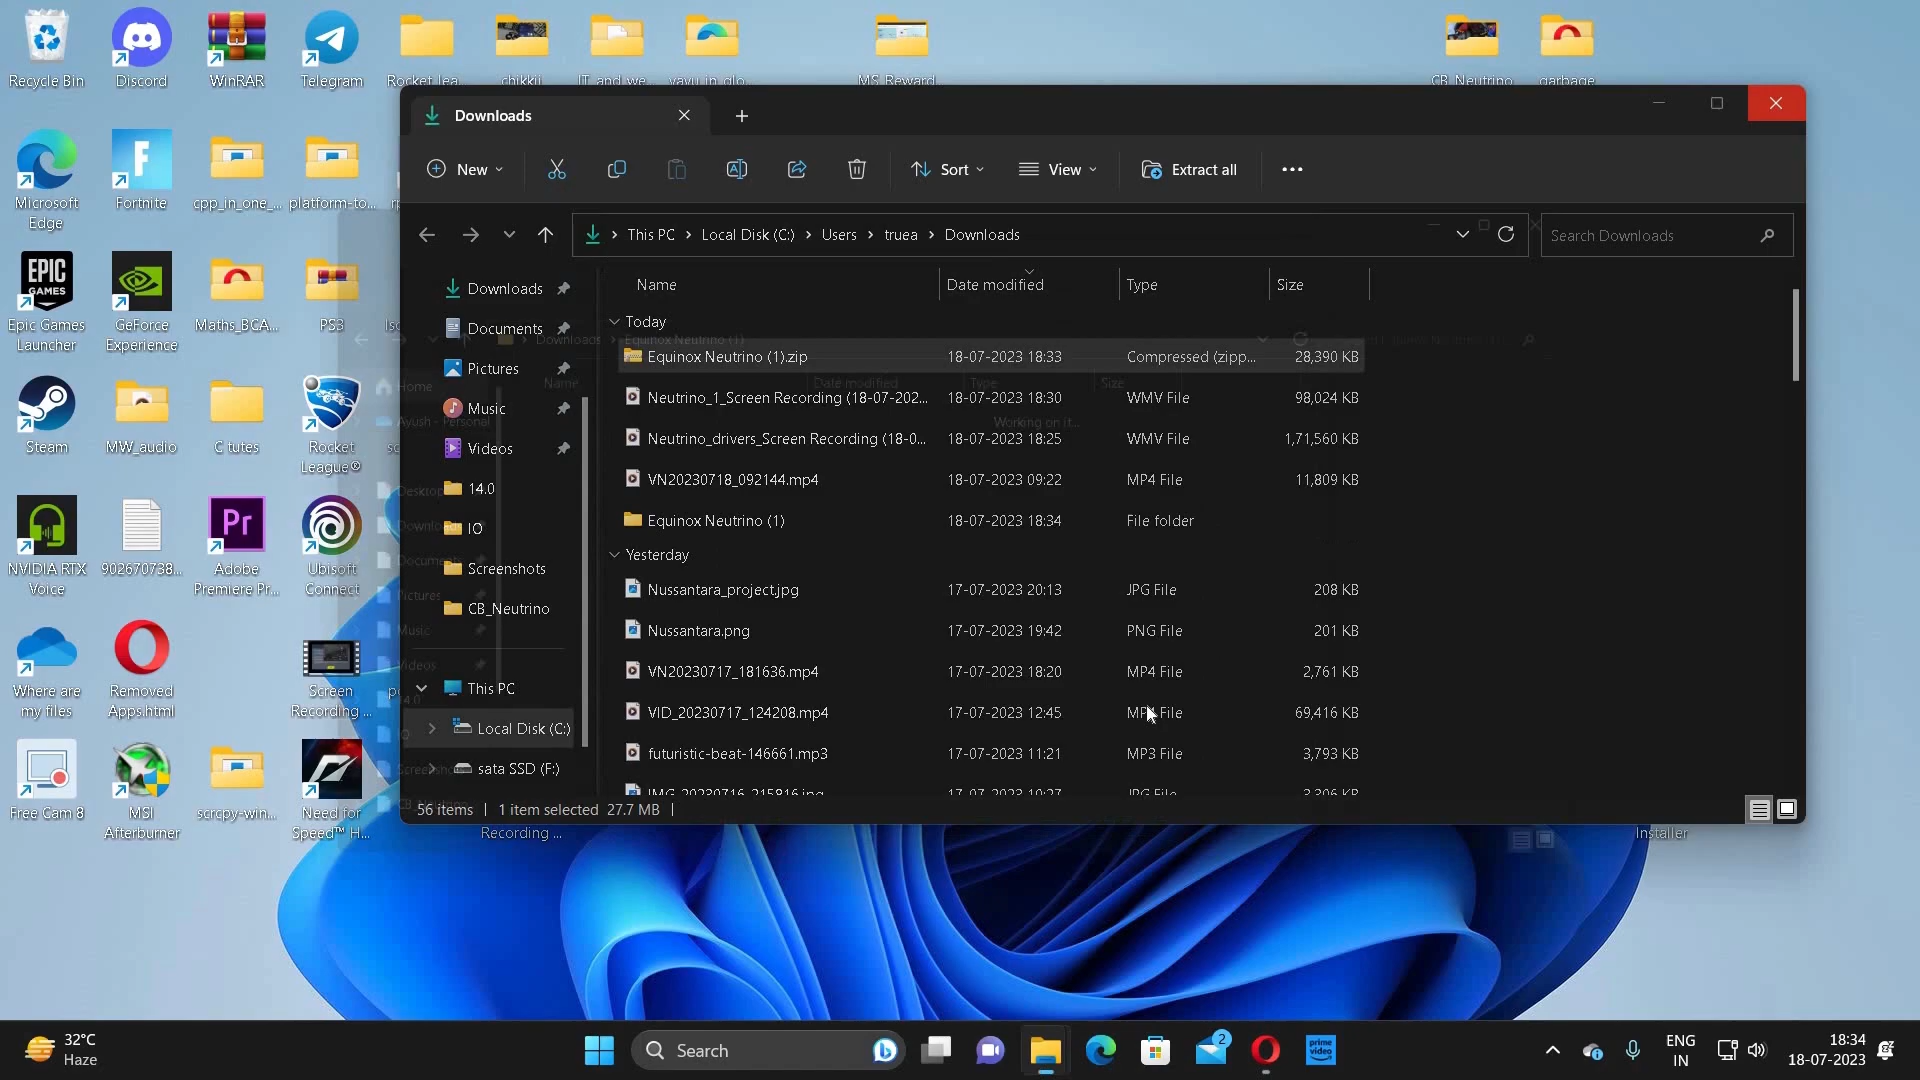 Recycle Bin
Discord
WinRAR
Telegram
Rocket lea...
chikkii
IT and we...
MS Reward
CB_Neutrino
garbage
Downloads
New
Sort
View
Extract all
This PC
Local Disk (C:)
Users
truea
Downloads
Search Downloads
Microsoft
Edge
Fortnite
cpp_in_one_...
platform-to...
Downloads
Documents
Pictures
Music
Videos
14.0
IO
Screenshots
CB_Neutrino
This PC
Local Disk (C:)
sata SSD (F:)
Name
Date modified
Type
Size
Today
Equinox Neutrino (1).zip 18-07-2023 18:33 Compressed (zipp... 28,390 KB
Neutrino_1_Screen Recording (18-07-202... 18-07-2023 18:30 WMV File 98,024 KB
Neutrino_drivers_Screen Recording (18-0... 18-07-2023 18:25 WMV File 1,71,560 KB
VN20230718_092144.mp4 18-07-2023 09:22 MP4 File 11,809 KB
Equinox Neutrino (1) 18-07-2023 18:34 File folder
Yesterday
Nussantara_project.jpg 17-07-2023 20:13 JPG File 208 KB
Nussantara.png 17-07-2023 19:42 PNG File 201 KB
VN20230717_181636.mp4 17-07-2023 18:20 MP4 File 2,761 KB
VID_20230717_124208.mp4 17-07-2023 12:45 MP4 File 69,416 KB
futuristic-beat-146661.mp3 17-07-2023 11:21 MP3 File 3,793 KB
IMG_20230716_215816.jpg 17-07-2023 10:27 JPG File 3,306 KB
Working on it...
56 items
1 item selected 27.7 MB
EPIC
GAMES
Epic Games
Launcher
GeForce
Experience
Maths_BCA...
PS3
Steam
MW_audio
C tutes
Rocket
League®
NVIDIA RTX
Voice
902670738...
Pr
Adobe
Premiere Pr...
Ubisoft
Connect
Where are
my files
Removed
Apps.html
Screen
Recording ...
Free Cam 8
MSI
Afterburner
scrcpy-win...
Need for
Speed™ H...
Recording ...
Installer
32°C
Haze
Search
2
prime
video
ENG
IN
18:34
18-07-2023